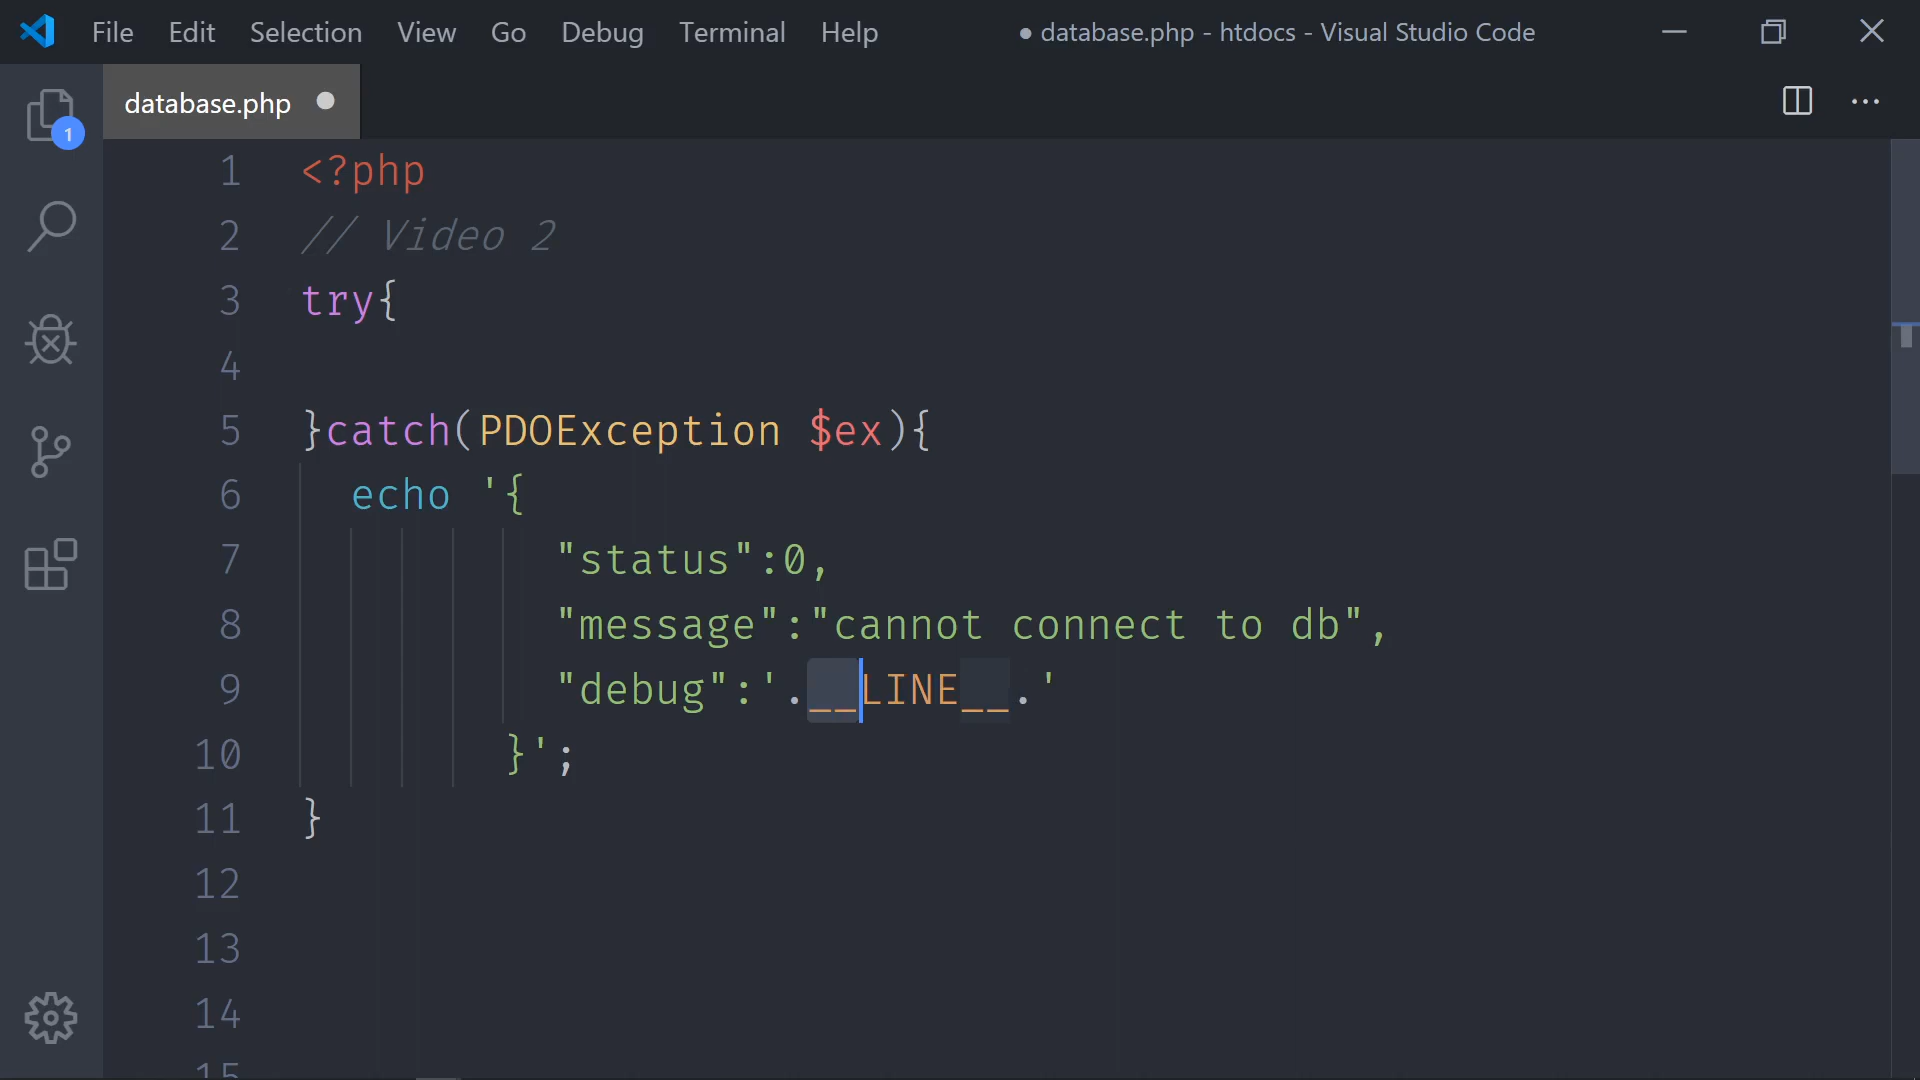 File Edit Selection View Go Debug Terminal Help ● database.php - htdocs - Visual Studio Code
database.php
1
1 <?php
2 // Video 2
3 try{
4
5 }catch(PDOException $ex){
6 echo '{
7 "status":0,
8 "message":"cannot connect to db",
9 "debug":'.__LINE__.'
10 }';
11 }
12
13
14
15